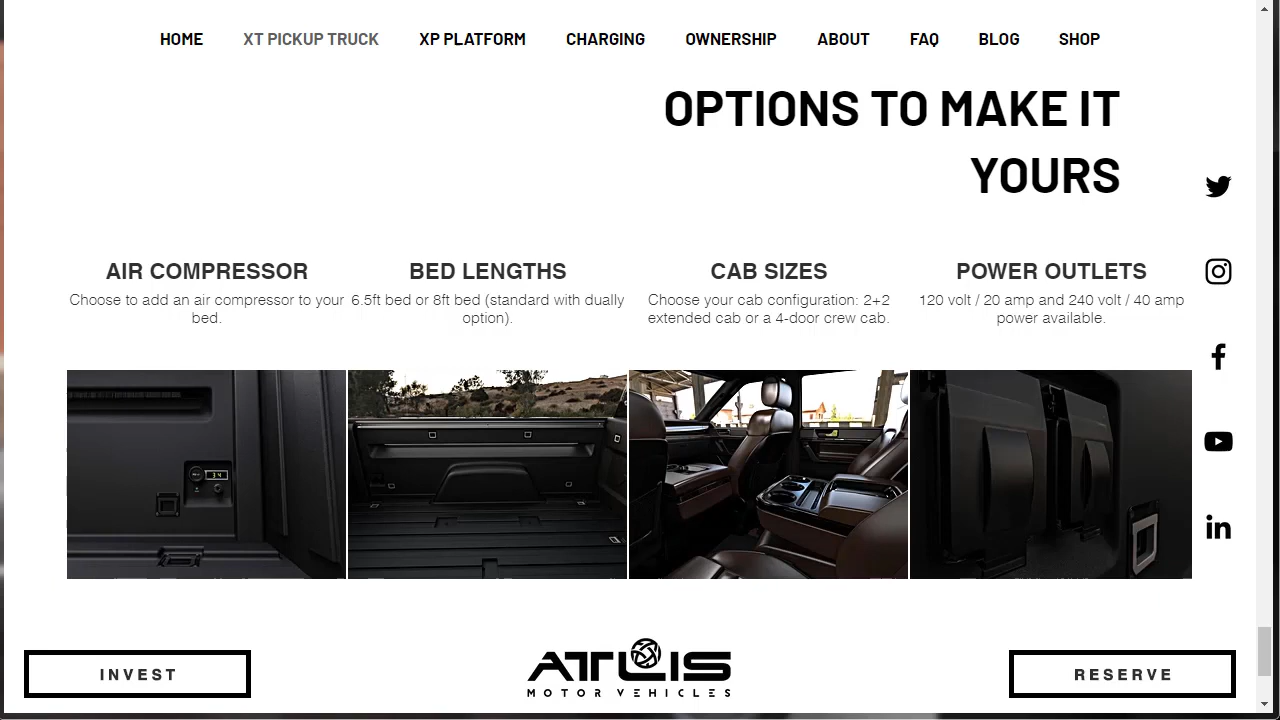 HOME XT PICKUP TRUCK XP PLATFORM CHARGING OWNERSHIP ABOUT FAQ BLOG SHOP
OPTIONS TO MAKE IT
YOURS
AIR COMPRESSOR
Choose to add an air compressor to your
bed.
BED LENGTHS
6.5ft bed or 8ft bed (standard with dually
option).
CAB SIZES
Choose your cab configuration: 2+2
extended cab or a 4-door crew cab.
POWER OUTLETS
120 volt / 20 amp and 240 volt / 40 amp
power available.
34
INVEST
ATLIS
MOTOR VEHICLES
RESERVE